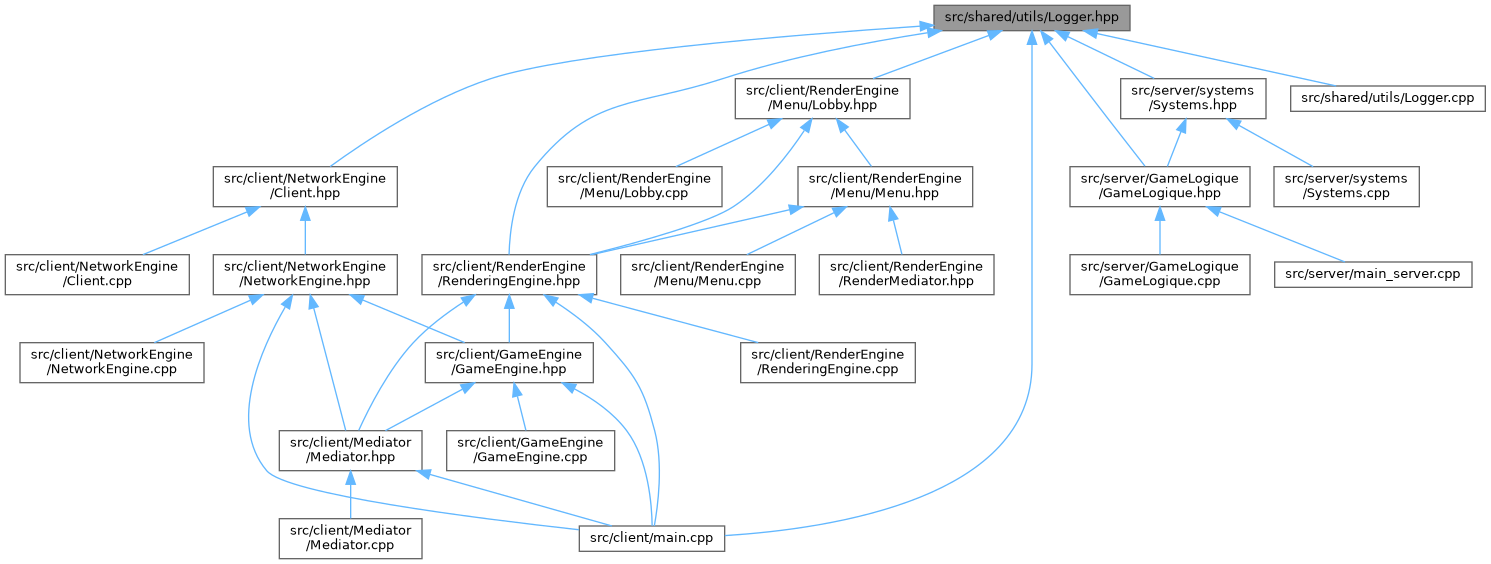 src/shared/utils/Logger.hpp
src/client/RenderEngine
/Menu/Lobby.hpp
src/server/systems
/Systems.hpp
src/shared/utils/Logger.cpp
src/client/NetworkEngine
/Client.hpp
src/client/RenderEngine
/Menu/Lobby.cpp
src/client/RenderEngine
/Menu/Menu.hpp
src/server/GameLogique
/GameLogique.hpp
src/server/systems
/Systems.cpp
src/client/NetworkEngine
/Client.cpp
src/client/NetworkEngine
/NetworkEngine.hpp
src/client/RenderEngine
/RenderingEngine.hpp
src/client/RenderEngine
/Menu/Menu.cpp
src/client/RenderEngine
/RenderMediator.hpp
src/server/GameLogique
/GameLogique.cpp
src/server/main_server.cpp
src/client/NetworkEngine
/NetworkEngine.cpp
src/client/GameEngine
/GameEngine.hpp
src/client/RenderEngine
/RenderingEngine.cpp
src/client/Mediator
/Mediator.hpp
src/client/GameEngine
/GameEngine.cpp
src/client/Mediator
/Mediator.cpp
src/client/main.cpp